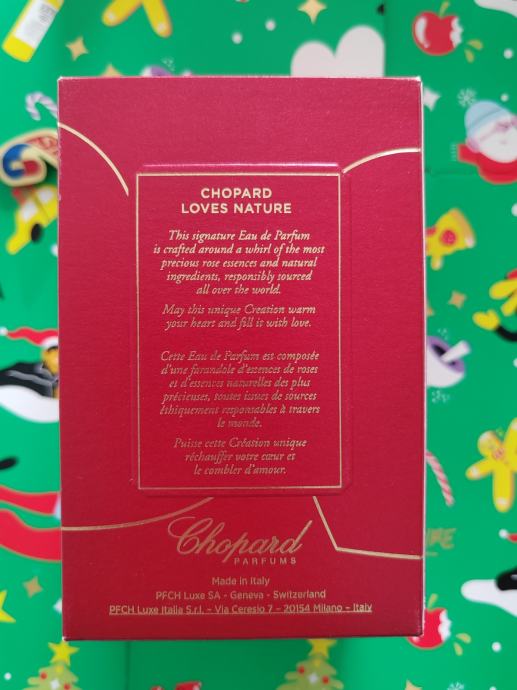 CHOPARD
LOVES NATURE
This signature Eau de Parfum
is crafted around a whirl of the most
precious rose essences and natural
ingredients, responsibly sourced
all over the world.
May this unique Creation warm
your heart and fill it with love.
Cette Eau de Parfum est composée
d'une farandole d'essences de roses
et d'essences naturelles des plus
précieuses, toutes issues de sources
éthiquement responsables à travers
le monde.
Puisse cette Création unique
réchauffer votre cœur et
le combler d'amour.
Chopard
PARFUMS
Made in Italy
PFCH Luxe SA - Geneva - Switzerland
PFCH Luxe Italia S.r.l. - Via Ceresio 7 - 20154 Milano - Italy